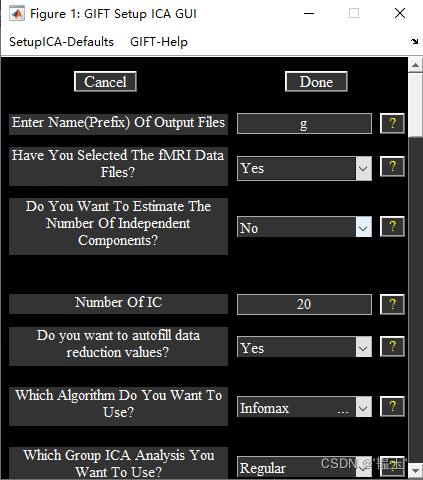 Figure 1: GIFT Setup ICA GUI
SetupICA-Defaults GIFT-Help
Cancel Done
Enter Name(Prefix) Of Output Files g ?
Have You Selected The fMRI Data
Files?
Yes ?
Do You Want To Estimate The
Number Of Independent
Components?
No ?
Number Of IC 20 ?
Do you want to autofill data
reduction values?
Yes ?
Which Algorithm Do You Want To
Use?
Infomax ... ?
Which Group ICA Analysis You
Want To Use?
Regular ?
CSDN @'韫玉'